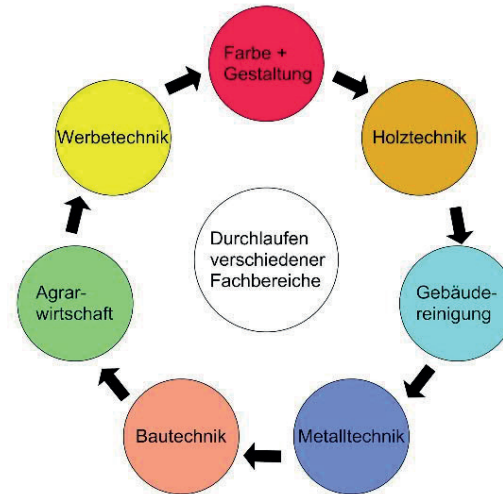 Farbe +
Gestaltung
Holztechnik
Gebäude-
reinigung
Metalltechnik
Bautechnik
Agrar-
wirtschaft
Werbetechnik
Durchlaufen
verschiedener
Fachbereiche